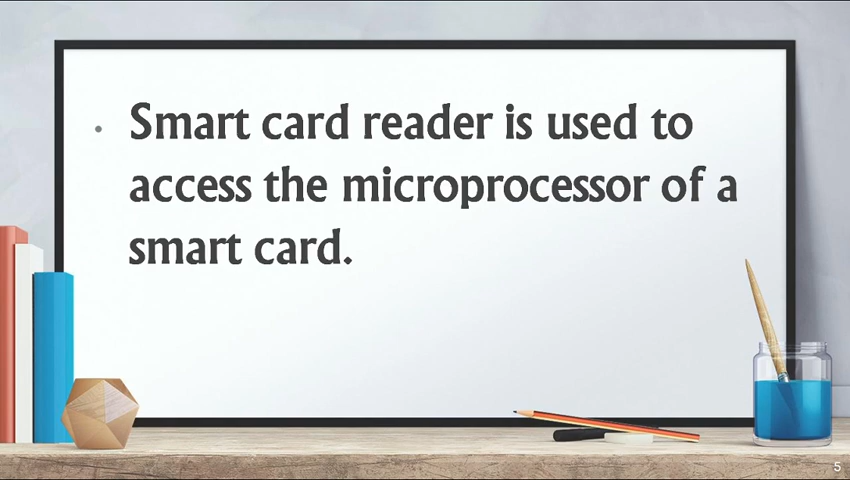 • Smart card reader is used to
access the microprocessor of a
smart card.
5